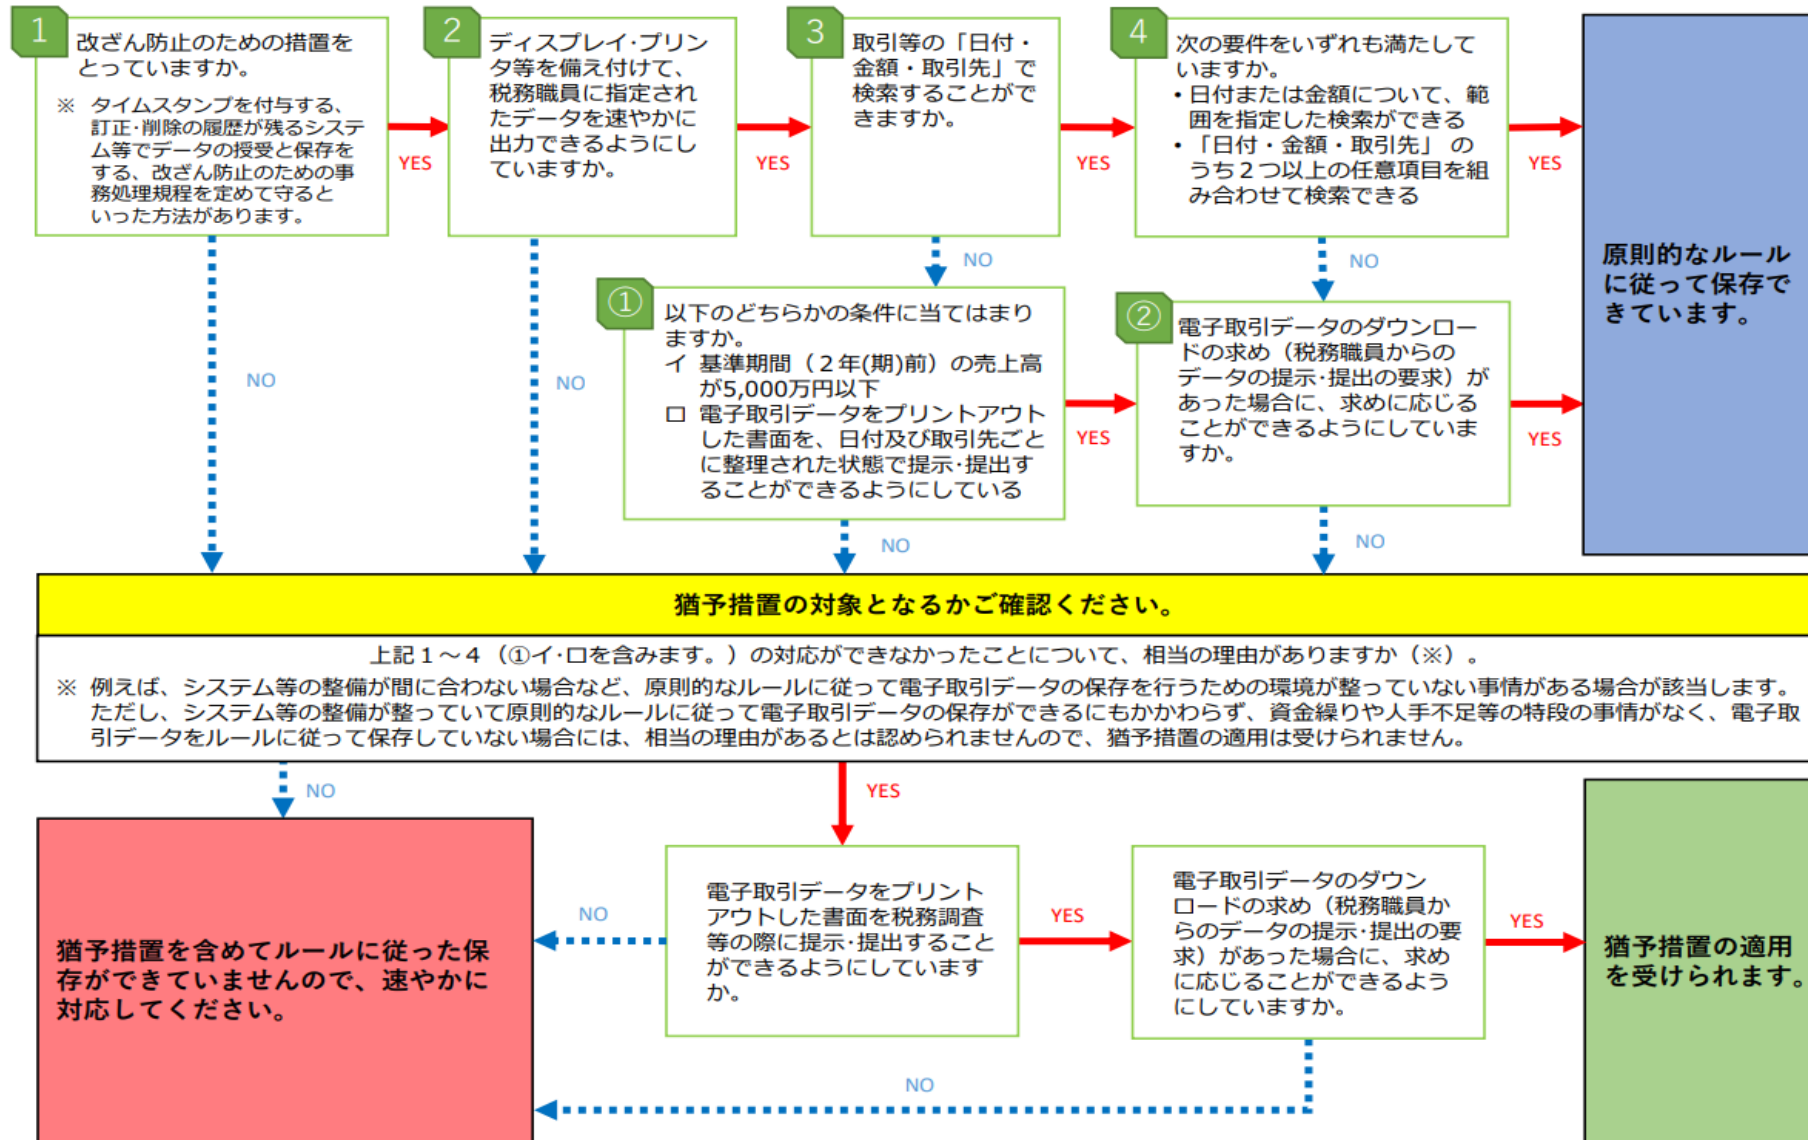 1
改ざん防止のための措置を
とっていますか。
※ タイムスタンプを付与する、
訂正･削除の履歴が残るシステ
ム等でデータの授受と保存を
する、改ざん防止のための事
務処理規程を定めて守ると
いった方法があります。
YES
NO
2
ディスプレイ･プリン
タ等を備え付けて、
税務職員に指定され
たデータを速やかに
出力できるようにし
ていますか。
YES
NO
3
取引等の「日付・
金額・取引先」で
検索することがで
きますか。
YES
NO
4
次の要件をいずれも満たして
いますか。
・日付または金額について、範
囲を指定した検索ができる
・「日付・金額・取引先」 の
うち２つ以上の任意項目を組
み合わせて検索できる
YES
NO
原則的なルール
に従って保存で
きています。
①
以下のどちらかの条件に当てはまり
ますか。
イ 基準期間（２年(期)前）の売上高
が5,000万円以下
ロ 電子取引データをプリントアウト
した書面を、日付及び取引先ごと
に整理された状態で提示･提出す
ることができるようにしている
YES
NO
②
電子取引データのダウンロー
ドの求め（税務職員からの
データの提示･提出の要求）が
あった場合に、求めに応じる
ことができるようにしていま
すか。
YES
NO
猶予措置の対象となるかご確認ください。
上記１～４（①イ･ロを含みます。）の対応ができなかったことについて、相当の理由がありますか（※）。
※ 例えば、システム等の整備が間に合わない場合など、原則的なルールに従って電子取引データの保存を行うための環境が整っていない事情がある場合が該当します。
ただし、システム等の整備が整っていて原則的なルールに従って電子取引データの保存ができるにもかかわらず、資金繰りや人手不足等の特段の事情がなく、電子取
引データをルールに従って保存していない場合には、相当の理由があるとは認められませんので、猶予措置の適用は受けられません。
NO
YES
猶予措置を含めてルールに従った保
存ができていませんので、速やかに
対応してください。
NO
電子取引データをプリント
アウトした書面を税務調査
等の際に提示･提出すること
ができるようにしています
か。
YES
電子取引データのダウン
ロードの求め（税務職員か
らのデータの提示･提出の要
求）があった場合に、求め
に応じることができるよう
にしていますか。
YES
NO
猶予措置の適用
を受けられます。